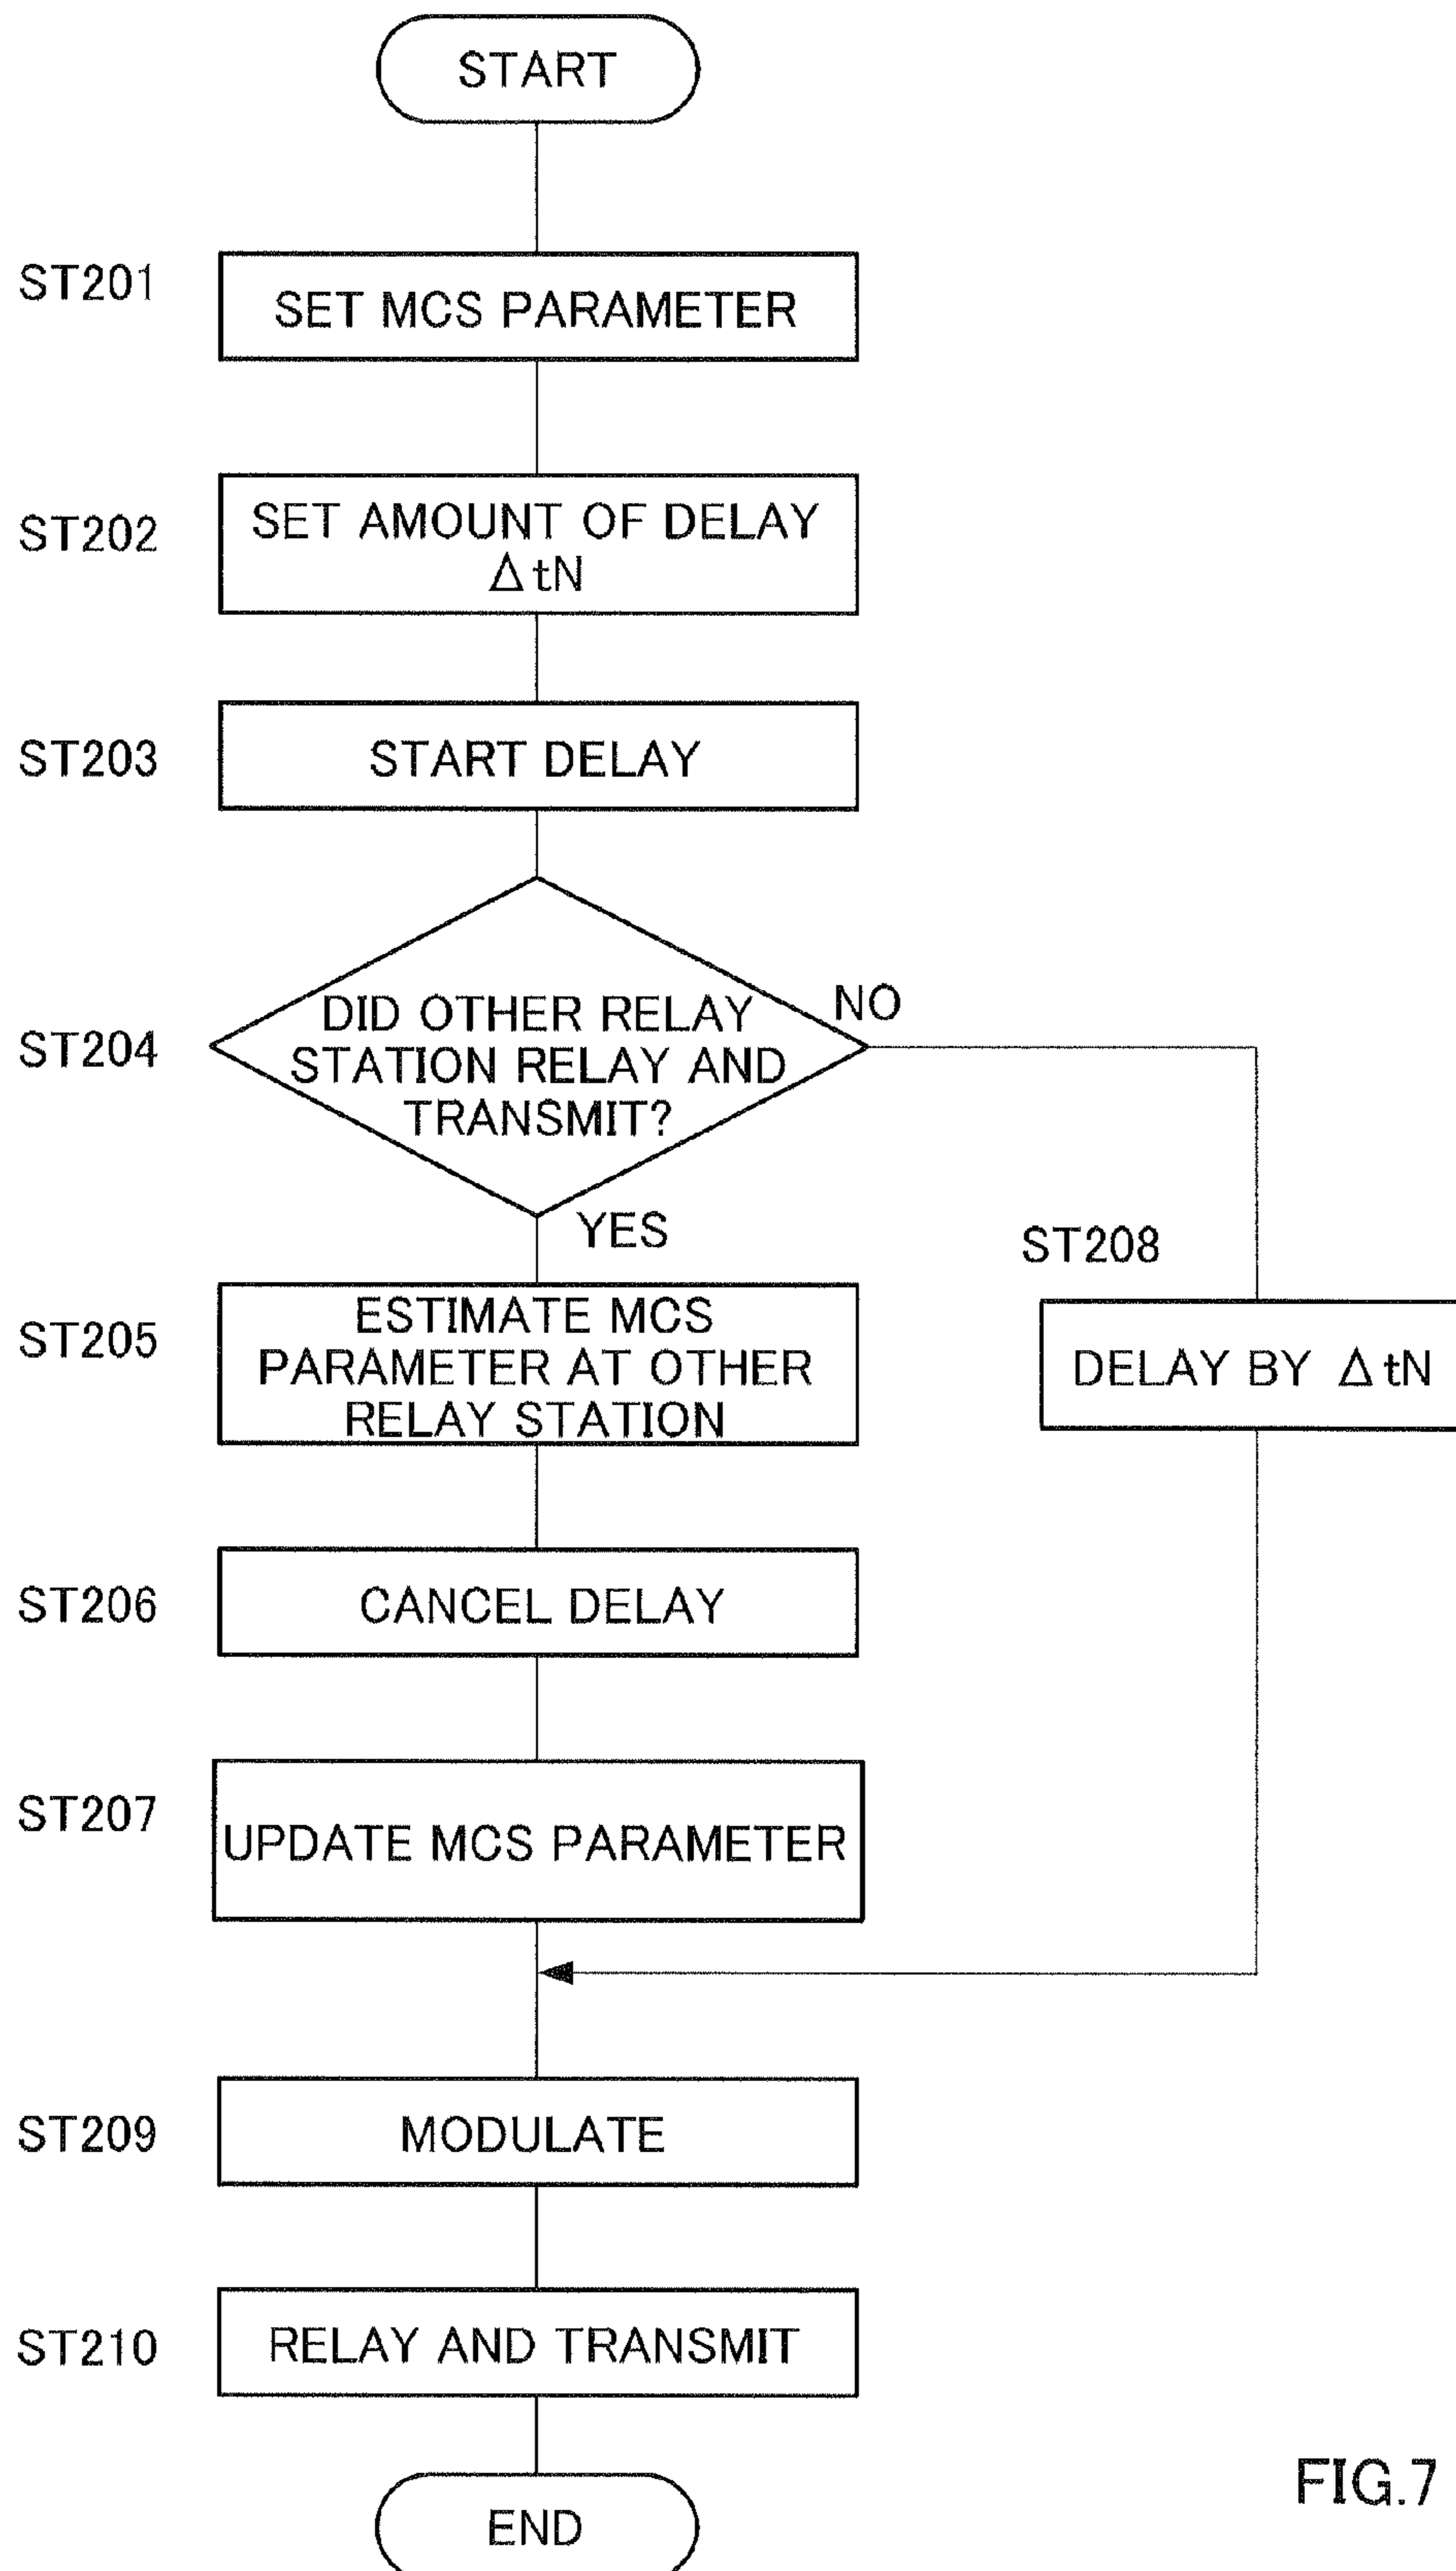 START
ST201
SET MCS PARAMETER
ST202
SET AMOUNT OF DELAY
ΔtN
ST203
START DELAY
ST204
DID OTHER RELAY
STATION RELAY AND
TRANSMIT?
NO
YES
ST205
ESTIMATE MCS
PARAMETER AT OTHER
RELAY STATION
ST208
DELAY BY ΔtN
ST206
CANCEL DELAY
ST207
UPDATE MCS PARAMETER
ST209
MODULATE
ST210
RELAY AND TRANSMIT
END
FIG.7